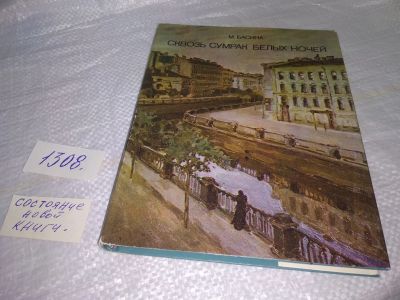 М. БАСИНА
СКВОЗЬ СУМРАК БЕЛЫХ НОЧЕЙ
1308.
СОСТОЯНИЕ
НОВОЙ
КНИГИ.